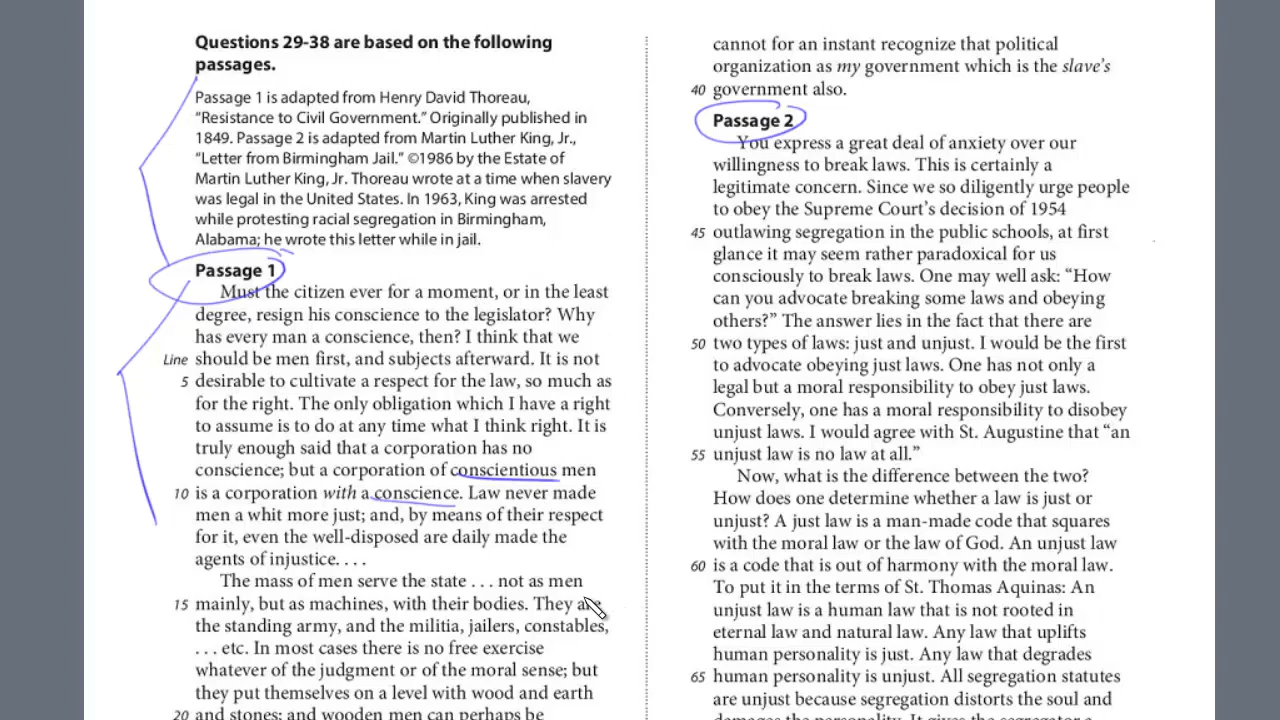 Questions 29-38 are based on the following
passages.
Passage 1 is adapted from Henry David Thoreau,
“Resistance to Civil Government.” Originally published in
1849. Passage 2 is adapted from Martin Luther King, Jr.,
“Letter from Birmingham Jail.” ©1986 by the Estate of
Martin Luther King, Jr. Thoreau wrote at a time when slavery
was legal in the United States. In 1963, King was arrested
while protesting racial segregation in Birmingham,
Alabama; he wrote this letter while in jail.
Passage 1
Must the citizen ever for a moment, or in the least
degree, resign his conscience to the legislator? Why
has every man a conscience, then? I think that we
Line should be men first, and subjects afterward. It is not
5 desirable to cultivate a respect for the law, so much as
for the right. The only obligation which I have a right
to assume is to do at any time what I think right. It is
truly enough said that a corporation has no
conscience; but a corporation of conscientious men
10 is a corporation with a conscience. Law never made
men a whit more just; and, by means of their respect
for it, even the well-disposed are daily made the
agents of injustice. . . .
The mass of men serve the state . . . not as men
15 mainly, but as machines, with their bodies. They are
the standing army, and the militia, jailers, constables,
. . . etc. In most cases there is no free exercise
whatever of the judgment or of the moral sense; but
they put themselves on a level with wood and earth
20 and stones; and wooden men can perhaps be
cannot for an instant recognize that political
organization as my government which is the slave’s
40 government also.
Passage 2
You express a great deal of anxiety over our
willingness to break laws. This is certainly a
legitimate concern. Since we so diligently urge people
to obey the Supreme Court’s decision of 1954
45 outlawing segregation in the public schools, at first
glance it may seem rather paradoxical for us
consciously to break laws. One may well ask: “How
can you advocate breaking some laws and obeying
others?” The answer lies in the fact that there are
50 two types of laws: just and unjust. I would be the first
to advocate obeying just laws. One has not only a
legal but a moral responsibility to obey just laws.
Conversely, one has a moral responsibility to disobey
unjust laws. I would agree with St. Augustine that “an
55 unjust law is no law at all.”
Now, what is the difference between the two?
How does one determine whether a law is just or
unjust? A just law is a man-made code that squares
with the moral law or the law of God. An unjust law
60 is a code that is out of harmony with the moral law.
To put it in the terms of St. Thomas Aquinas: An
unjust law is a human law that is not rooted in
eternal law and natural law. Any law that uplifts
human personality is just. Any law that degrades
65 human personality is unjust. All segregation statutes
are unjust because segregation distorts the soul and
damages the personality. It gives the segregator a